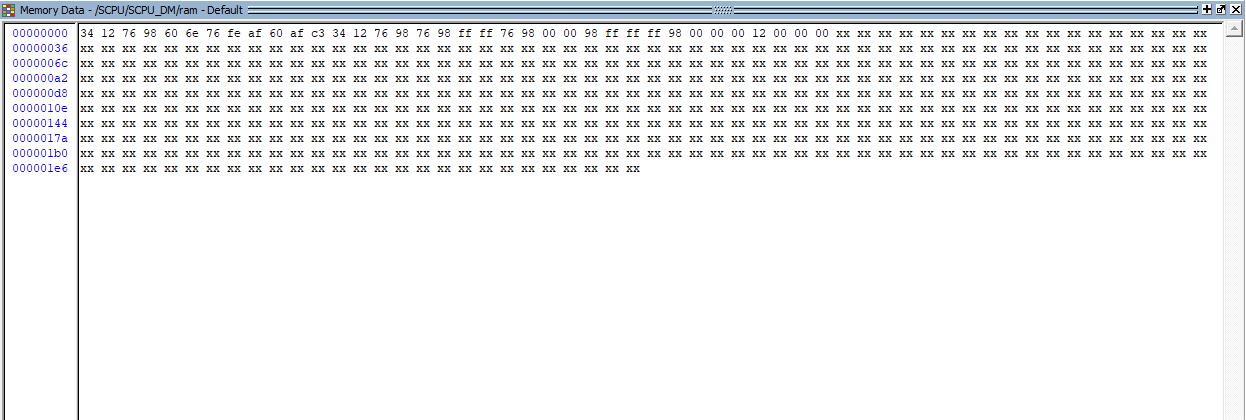 Memory Data - /SCPU/SCPU_DM/ram - Default
00000000 34 12 76 98 60 6e 76 fe af 60 af c3 34 12 76 98 76 98 ff ff 76 98 00 00 98 ff ff ff 98 00 00 00 12 00 00 00 xx xx xx xx xx xx xx xx xx xx xx xx xx xx xx xx xx xx
00000036 xx xx xx xx xx xx xx xx xx xx xx xx xx xx xx xx xx xx xx xx xx xx xx xx xx xx xx xx xx xx xx xx xx xx xx xx xx xx xx xx xx xx xx xx xx xx xx xx xx xx xx xx xx xx
0000006c xx xx xx xx xx xx xx xx xx xx xx xx xx xx xx xx xx xx xx xx xx xx xx xx xx xx xx xx xx xx xx xx xx xx xx xx xx xx xx xx xx xx xx xx xx xx xx xx xx xx xx xx xx xx
000000a2 xx xx xx xx xx xx xx xx xx xx xx xx xx xx xx xx xx xx xx xx xx xx xx xx xx xx xx xx xx xx xx xx xx xx xx xx xx xx xx xx xx xx xx xx xx xx xx xx xx xx xx xx xx xx
000000d8 xx xx xx xx xx xx xx xx xx xx xx xx xx xx xx xx xx xx xx xx xx xx xx xx xx xx xx xx xx xx xx xx xx xx xx xx xx xx xx xx xx xx xx xx xx xx xx xx xx xx xx xx xx xx
0000010e xx xx xx xx xx xx xx xx xx xx xx xx xx xx xx xx xx xx xx xx xx xx xx xx xx xx xx xx xx xx xx xx xx xx xx xx xx xx xx xx xx xx xx xx xx xx xx xx xx xx xx xx xx xx
00000144 xx xx xx xx xx xx xx xx xx xx xx xx xx xx xx xx xx xx xx xx xx xx xx xx xx xx xx xx xx xx xx xx xx xx xx xx xx xx xx xx xx xx xx xx xx xx xx xx xx xx xx xx xx xx
0000017a xx xx xx xx xx xx xx xx xx xx xx xx xx xx xx xx xx xx xx xx xx xx xx xx xx xx xx xx xx xx xx xx xx xx xx xx xx xx xx xx xx xx xx xx xx xx xx xx xx xx xx xx xx xx
000001b0 xx xx xx xx xx xx xx xx xx xx xx xx xx xx xx xx xx xx xx xx xx xx xx xx xx xx xx xx xx xx xx xx xx xx xx xx xx xx xx xx xx xx xx xx xx xx xx xx xx xx xx xx xx xx
000001e6 xx xx xx xx xx xx xx xx xx xx xx xx xx xx xx xx xx xx xx xx xx xx xx xx xx xx xx